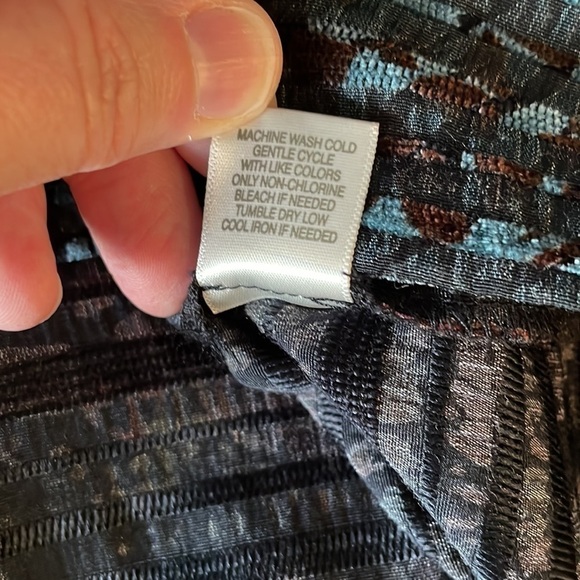 MACHINE WASH COLD
GENTLE CYCLE
WITH LIKE COLORS
ONLY NON-CHLORINE
BLEACH IF NEEDED
TUMBLE DRY LOW
COOL IRON IF NEEDED